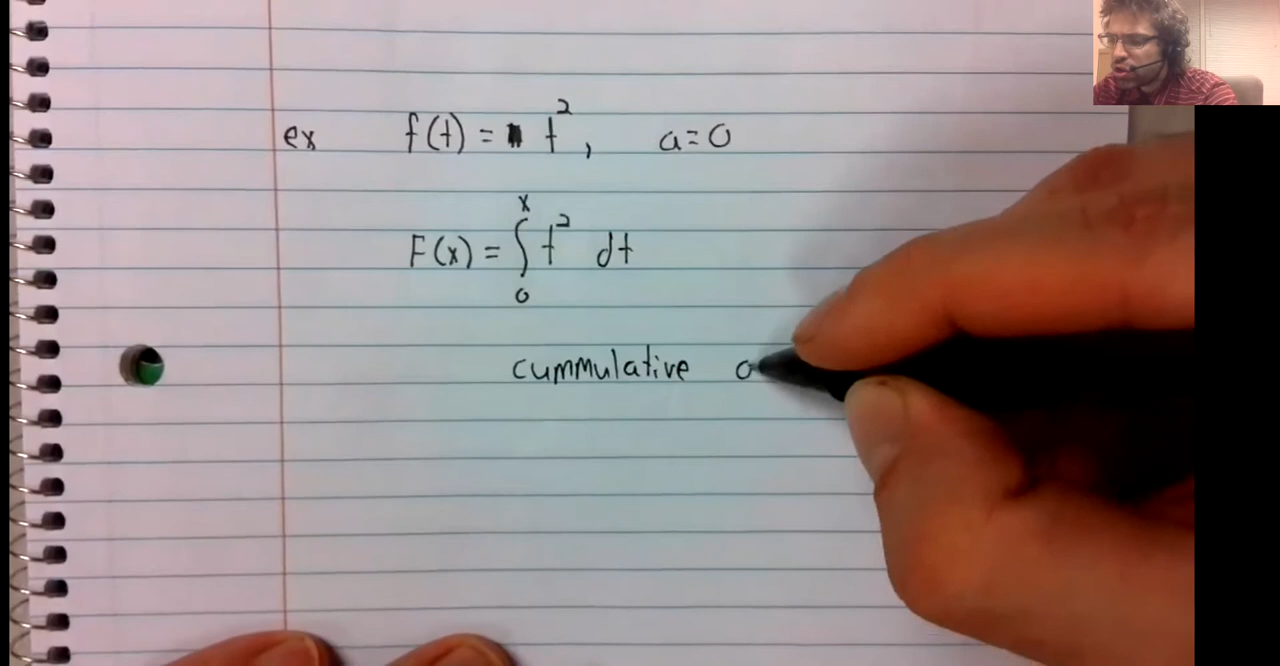 ex f(t) = t², a=0
F(x) = ∫₀ˣ t² dt
cummulative